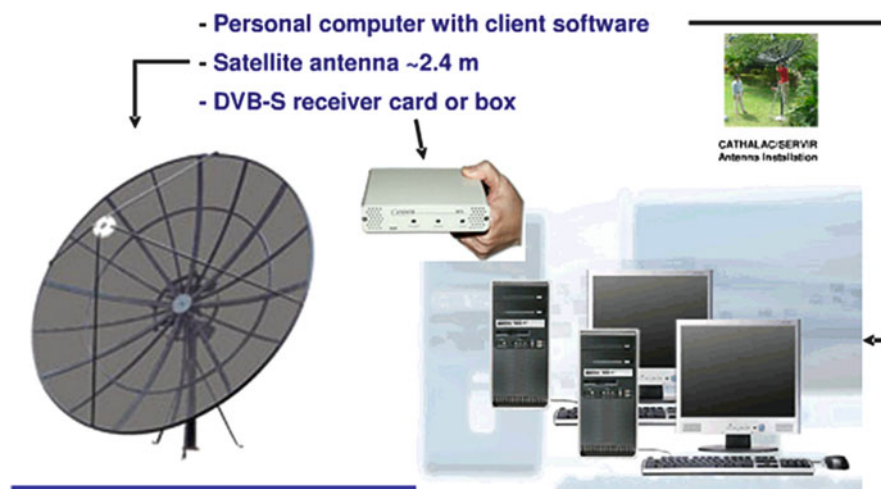 - Personal computer with client software
- Satellite antenna ~2.4 m
- DVB-S receiver card or box
CATHALAC/SERVIR
Antenna Installation